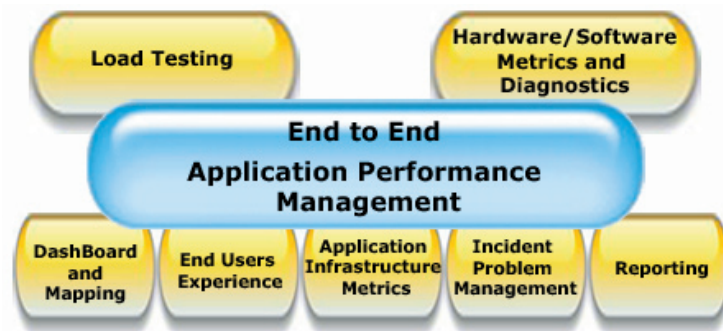 Load Testing
Hardware/Software
Metrics and
Diagnostics
End to End
Application Performance
Management
DashBoard
and
Mapping
End Users
Experience
Application
Infrastructure
Metrics
Incident
Problem
Management
Reporting